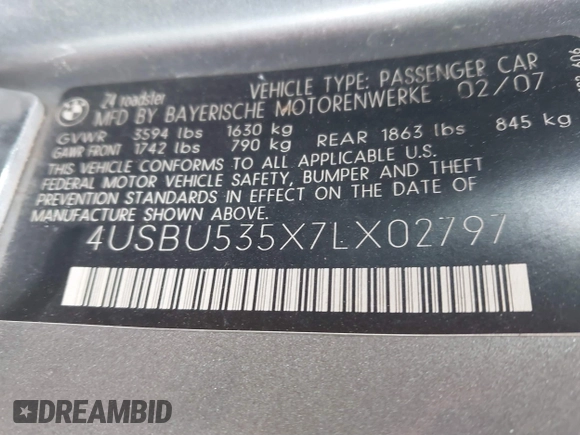 BMW
Z4 roadster
VEHICLE TYPE: PASSENGER CAR
MFD BY BAYERISCHE MOTORENWERKE 02/07
GVWR 3594 lbs 1630 kg
GAWR FRONT 1742 lbs 790 kg REAR 1863 lbs 845 kg
THIS VEHICLE CONFORMS TO ALL APPLICABLE U.S.
FEDERAL MOTOR VEHICLE SAFETY, BUMPER AND THEFT
PREVENTION STANDARDS IN EFFECT ON THE DATE OF MANUFACTURE SHOWN ABOVE.
4USBU535X7LX02797
DREAMBID